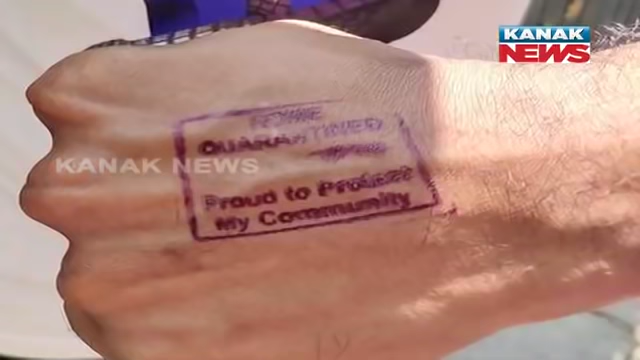 KANAK
NEWS
HOME
QUARANTINED
KANAK NEWS
Proud to Protect
My Community